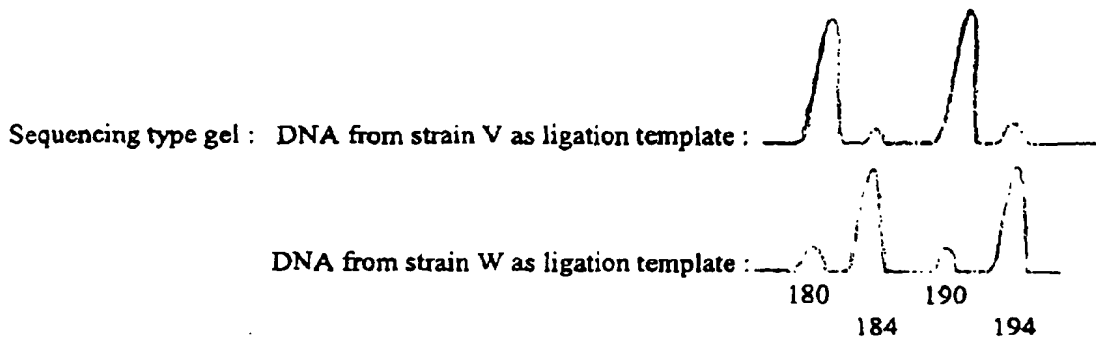 Sequencing type gel : DNA from strain V as ligation template :
DNA from strain W as ligation template :
180 190
184 194